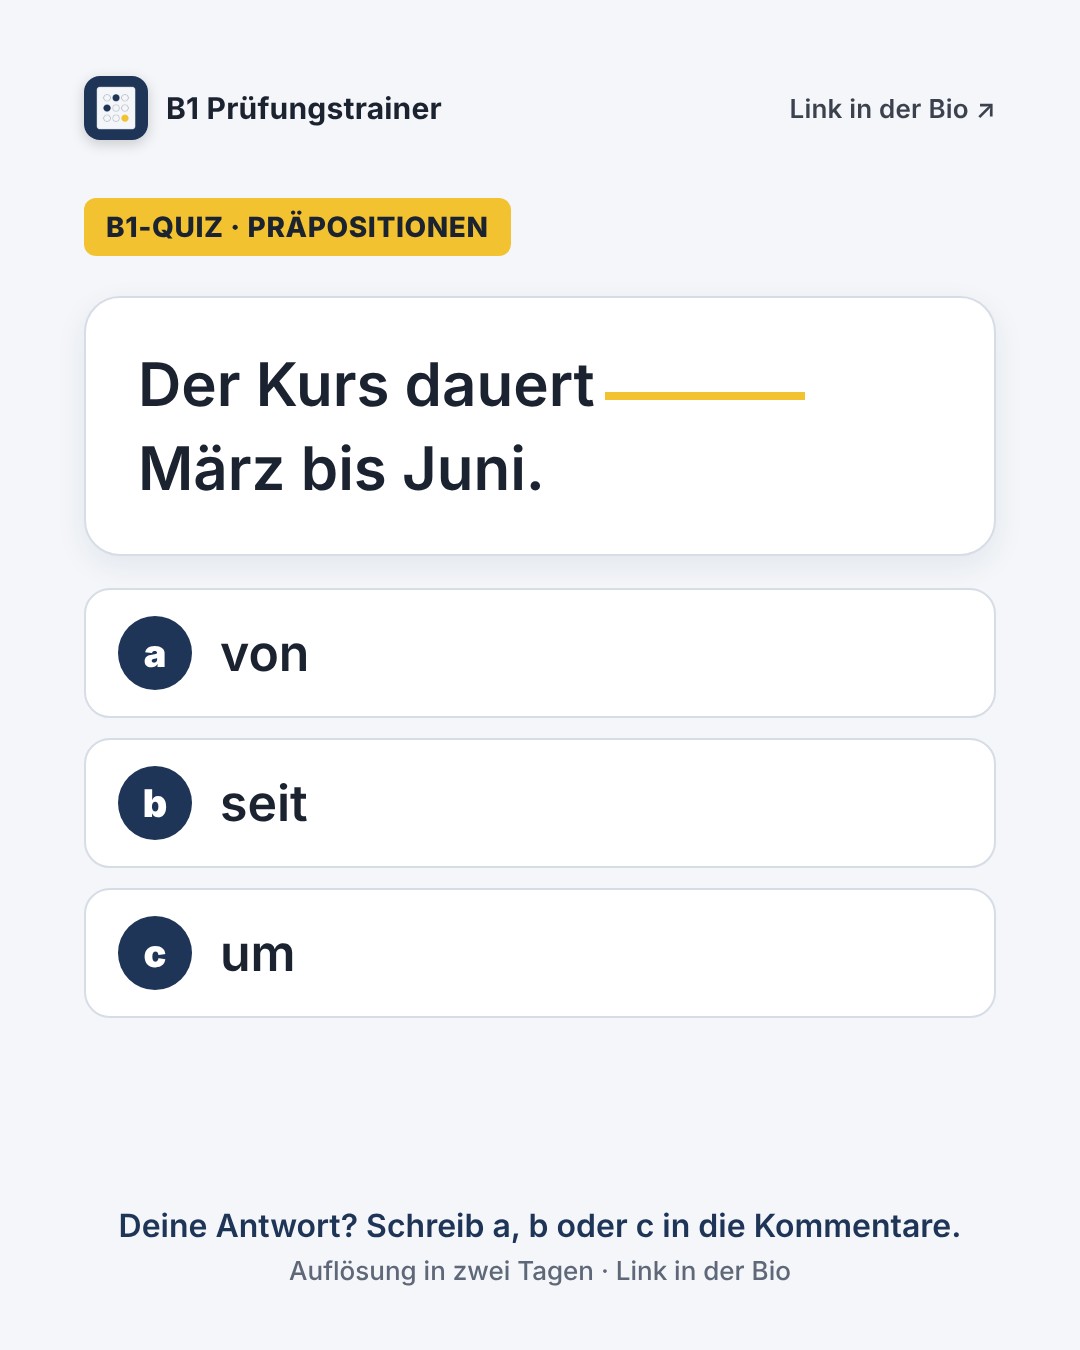 B1 Prüfungstrainer
Link in der Bio ↗
B1-QUIZ · PRÄPOSITIONEN
Der Kurs dauert ______
März bis Juni.
a von
b seit
c um
Deine Antwort? Schreib a, b oder c in die Kommentare.
Auflösung in zwei Tagen · Link in der Bio